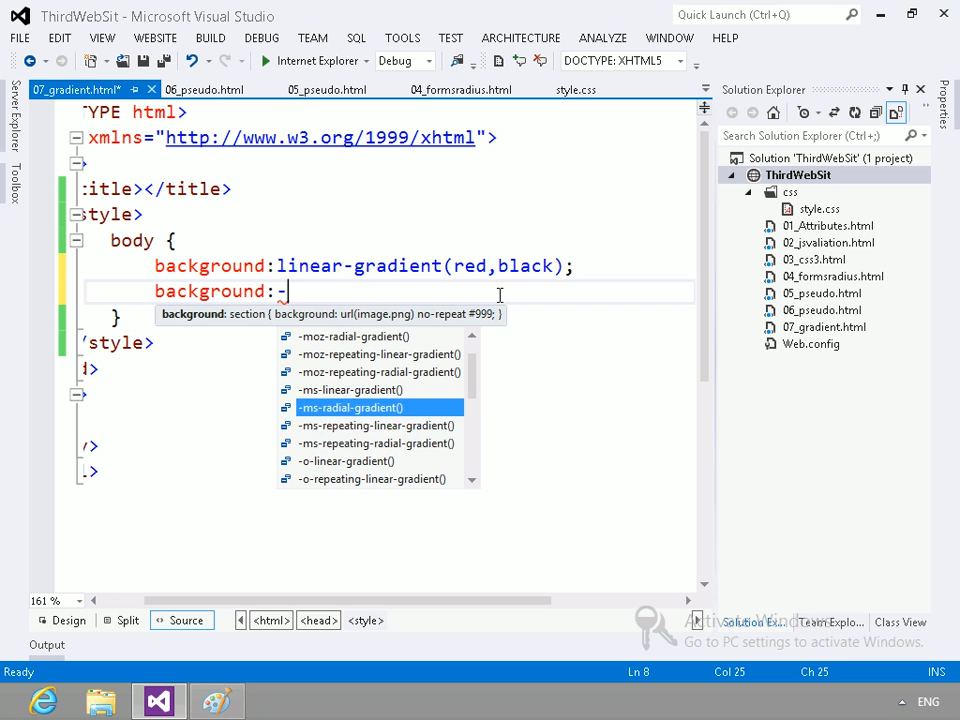 ThirdWebSit - Microsoft Visual Studio
Quick Launch (Ctrl+Q)
FILE EDIT VIEW WEBSITE BUILD DEBUG TEAM SQL TOOLS TEST ARCHITECTURE ANALYZE WINDOW HELP
Internet Explorer Debug DOCTYPE: XHTML5
Server Explorer
Toolbox
07_gradient.html* 06_pseudo.html 05_pseudo.html 04_formsradius.html style.css
TYPE html>
xmlns="http://www.w3.org/1999/xhtml">
>
title></title>
style>
body {
background:linear-gradient(red,black);
background:-
background: section { background: url(image.png) no-repeat #999; }
}
/style>
d>
>
y>
l>
-moz-radial-gradient()
-moz-repeating-linear-gradient()
-moz-repeating-radial-gradient()
-ms-linear-gradient()
-ms-radial-gradient()
-ms-repeating-linear-gradient()
-ms-repeating-radial-gradient()
-o-linear-gradient()
-o-repeating-linear-gradient()
161 %
Design Split Source <html> <head> <style>
Output
Solution Explorer
Search Solution Explorer (Ctrl+;)
Solution 'ThirdWebSit' (1 project)
ThirdWebSit
css
style.css
01_Attributes.html
02_jsvaliation.html
03_css3.html
04_formsradius.html
05_pseudo.html
06_pseudo.html
07_gradient.html
Web.config
Properties
Solution Ex... Team Explo... Class View
Activate Windows
Go to PC settings to activate Windows.
Ready Ln 8 Col 25 Ch 25 INS
ENG